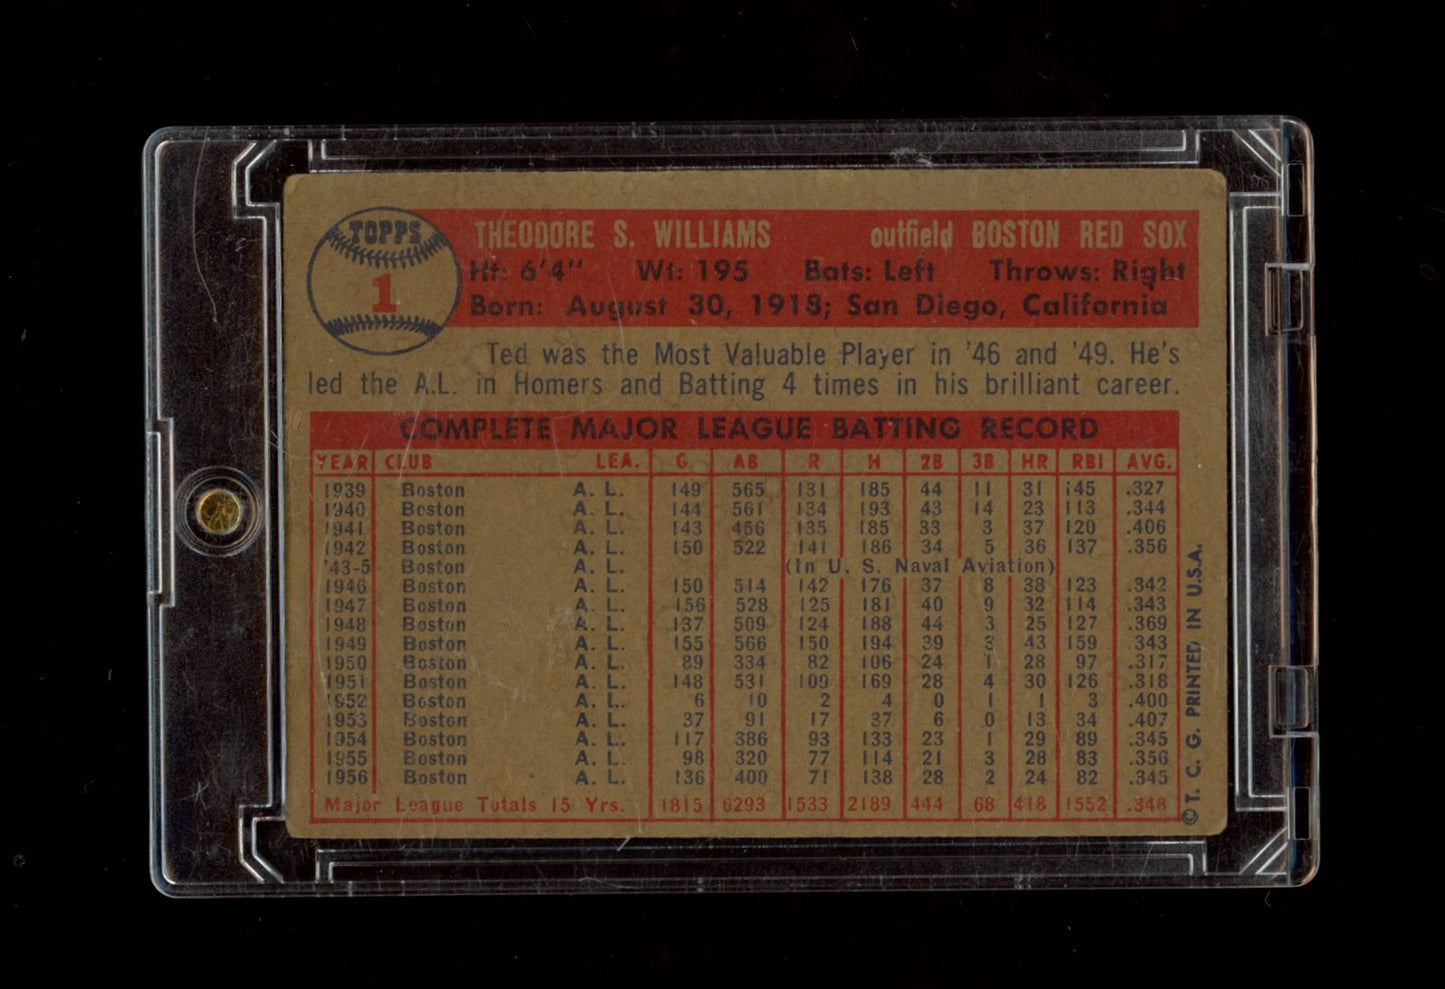 TOPPS
1
THEODORE S. WILLIAMS outfield BOSTON RED SOX
Ht: 6'4" Wt: 195 Bats: Left Throws: Right
Born: August 30, 1918; San Diego, California
Ted was the Most Valuable Player in '46 and '49. He's
led the A.L. in Homers and Batting 4 times in his brilliant career.
COMPLETE MAJOR LEAGUE BATTING RECORD
YEAR CLUB LEA. G AB R H 2B 3B HR RBI AVG.
1939 Boston A. L. 149 565 131 185 44 11 31 145 .327
1940 Boston A. L. 144 561 134 193 43 14 23 113 .344
1941 Boston A. L. 143 456 135 185 33 3 37 120 .406
1942 Boston A. L. 150 522 141 186 34 5 36 137 .356
'43-5 Boston A. L. (In U. S. Naval Aviation)
1946 Boston A. L. 150 514 142 176 37 8 38 123 .342
1947 Boston A. L. 156 528 125 181 40 9 32 114 .343
1948 Boston A. L. 137 509 124 188 44 3 25 127 .369
1949 Boston A. L. 155 566 150 194 39 3 43 159 .343
1950 Boston A. L. 89 334 82 106 24 1 28 97 .317
1951 Boston A. L. 148 531 109 169 28 4 30 126 .318
1952 Boston A. L. 6 10 2 4 0 1 1 3 .400
1953 Boston A. L. 37 91 17 37 6 0 13 34 .407
1954 Boston A. L. 117 386 93 133 23 1 29 89 .345
1955 Boston A. L. 98 320 77 114 21 3 28 83 .356
1956 Boston A. L. 136 400 71 138 28 2 24 82 .345
Major League Totals 15 Yrs. 1815 6293 1533 2189 444 68 418 1552 .348
© T. C. G. PRINTED IN U.S.A.